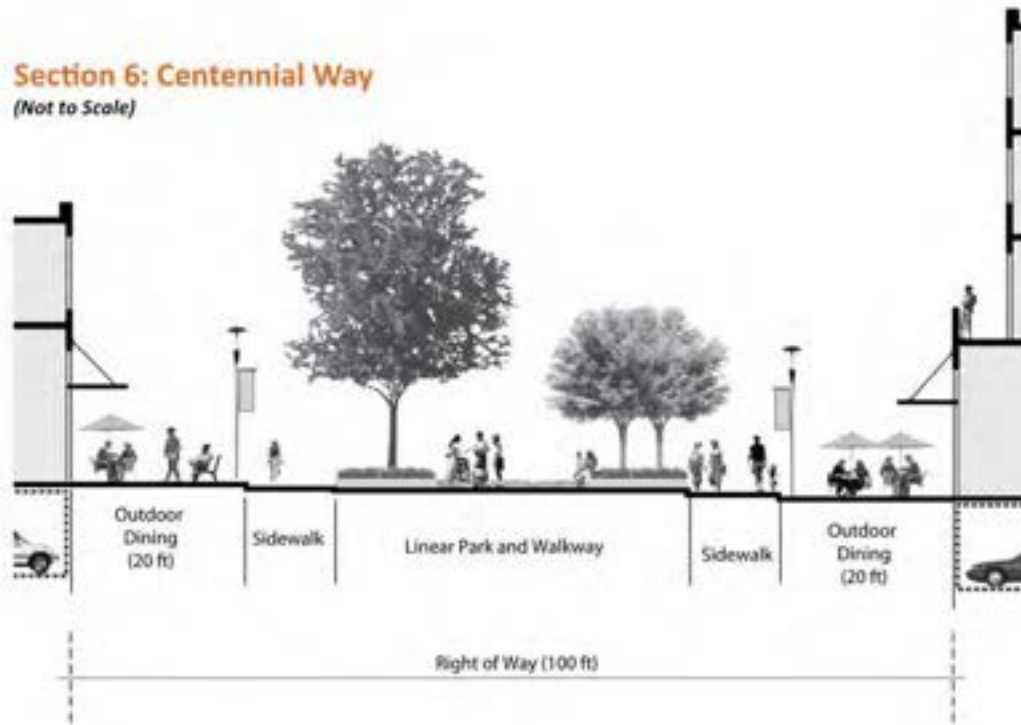 Section 6: Centennial Way
(Not to Scale)
Outdoor
Dining
(20 ft)
Sidewalk
Linear Park and Walkway
Sidewalk
Outdoor
Dining
(20 ft)
Right of Way (100 ft)